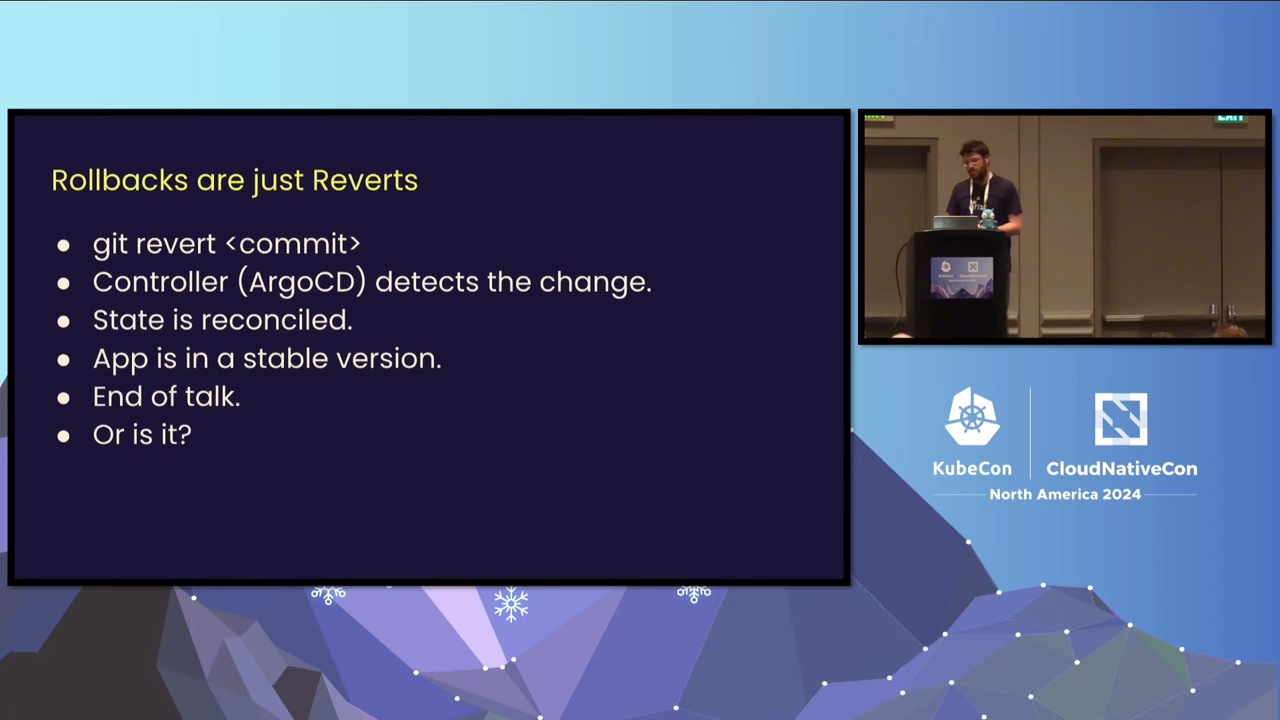 Rollbacks are just Reverts
● git revert <commit>
● Controller (ArgoCD) detects the change.
● State is reconciled.
● App is in a stable version.
● End of talk.
● Or is it?
EXIT
KubeCon
CloudNativeCon
North America 2024